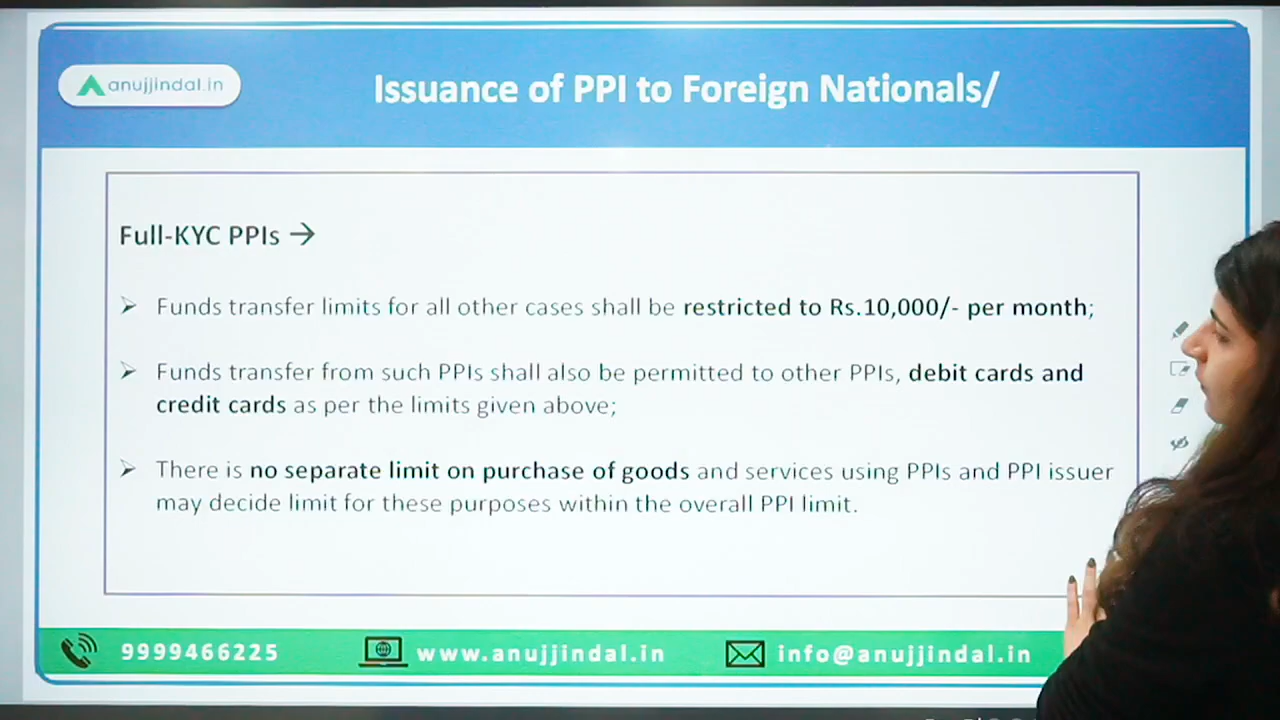 anujjindal.in
Issuance of PPI to Foreign Nationals/
Full-KYC PPIs →
➢ Funds transfer limits for all other cases shall be restricted to Rs.10,000/- per month;
➢ Funds transfer from such PPIs shall also be permitted to other PPIs, debit cards and
credit cards as per the limits given above;
➢ There is no separate limit on purchase of goods and services using PPIs and PPI issuer
may decide limit for these purposes within the overall PPI limit.
9999466225
www.anujjindal.in
info@anujjindal.in